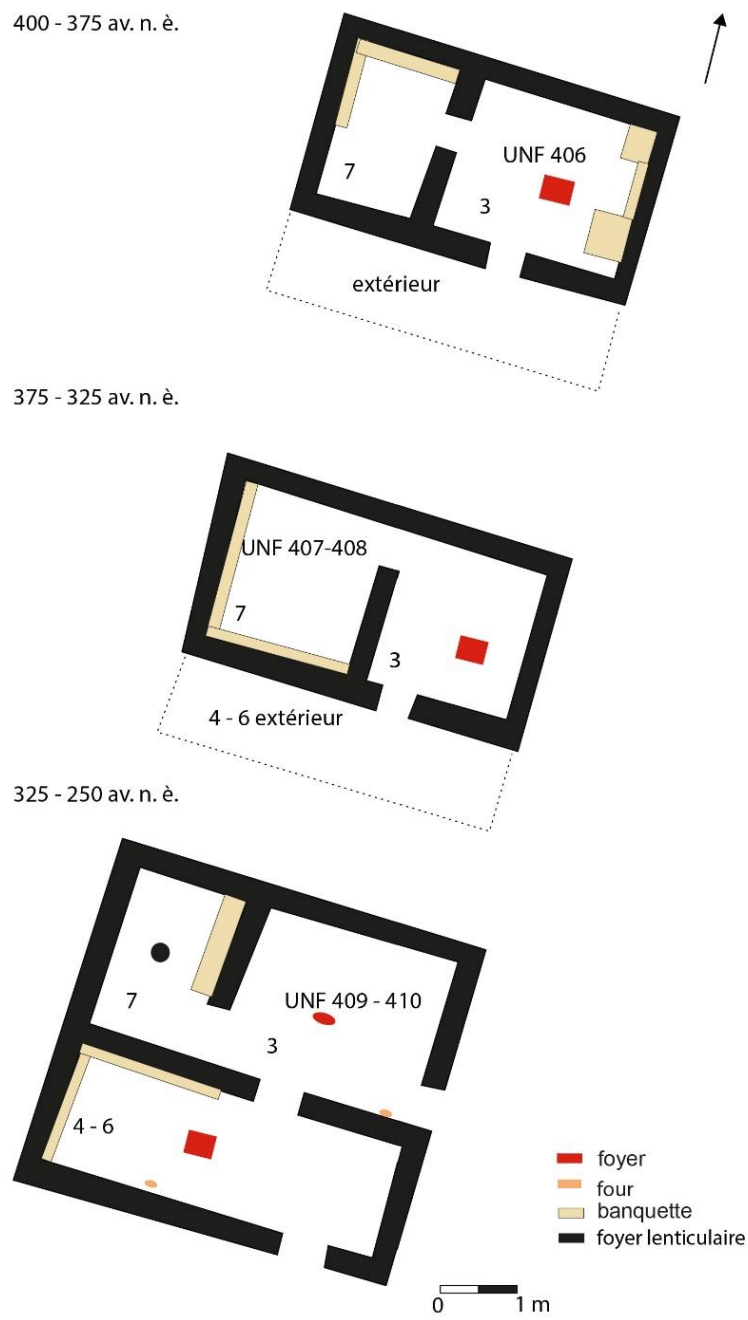 400 - 375 av. n. è.
UNF 406
7
3
extérieur
375 - 325 av. n. è.
UNF 407-408
7
3
4 - 6 extérieur
325 - 250 av. n. è.
UNF 409 - 410
7
3
4 - 6
foyer
four
banquette
foyer lenticulaire
0 1 m